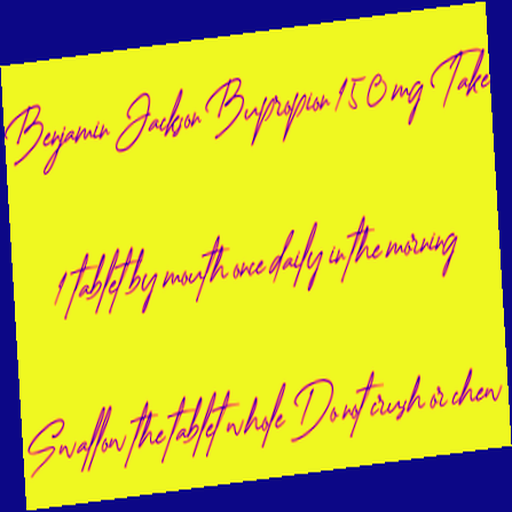 Benjamin Jackson Bupropion 150 mg Take
1 tablet by mouth once daily in the morning
Swallow the tablet whole Do not crush or chew